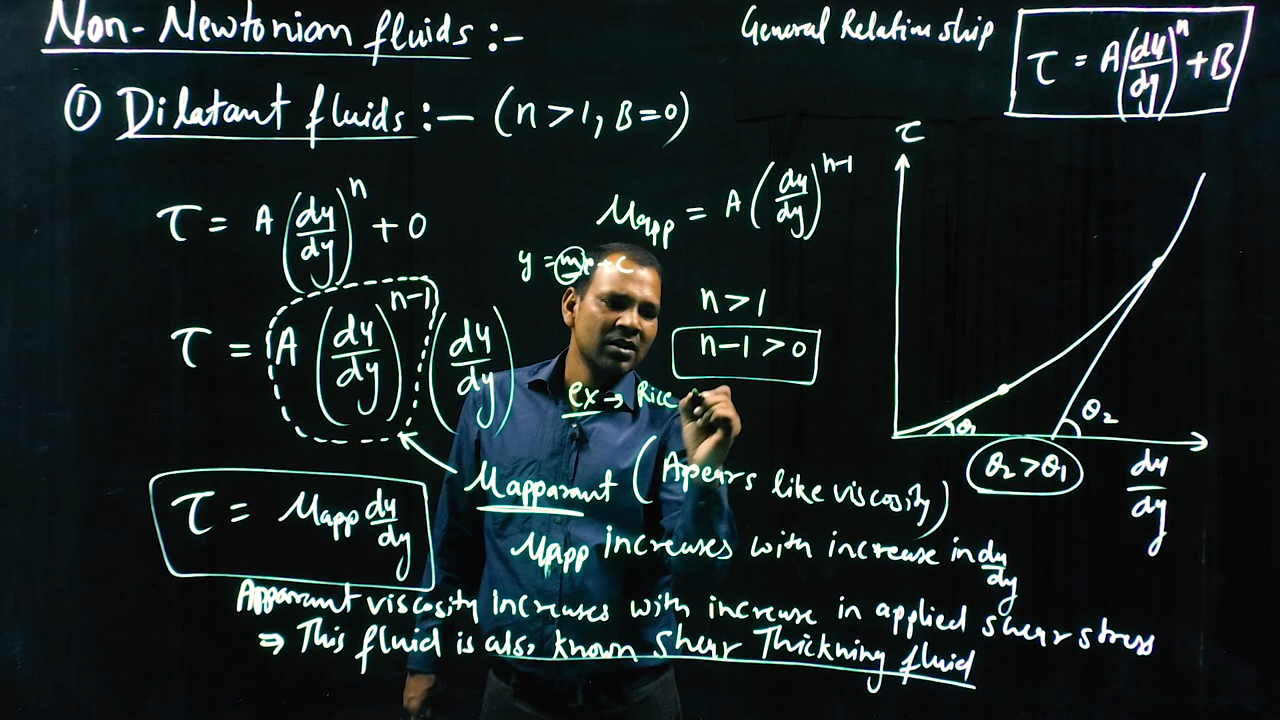 Non-Newtonian fluids :-
General Relationship
τ = A(du/dy)^n + B
① Dilatant fluids :- (n > 1, B = 0)
τ = A (du/dy)^n + 0
μapp = A (du/dy)^n-1
y = mx + c
τ = A (du/dy)^n-1 (du/dy)
n > 1
n-1 > 0
ex → Rice
μapparant (Apears like viscosity)
τ = μapp du/dy
μapp increases with increase in du/dy
Apparant viscosity increases with increase in applied shear stress
⇒ This fluid is also known shear Thickning fluid
τ
θ1
θ2
θ2 > θ1
du/dy